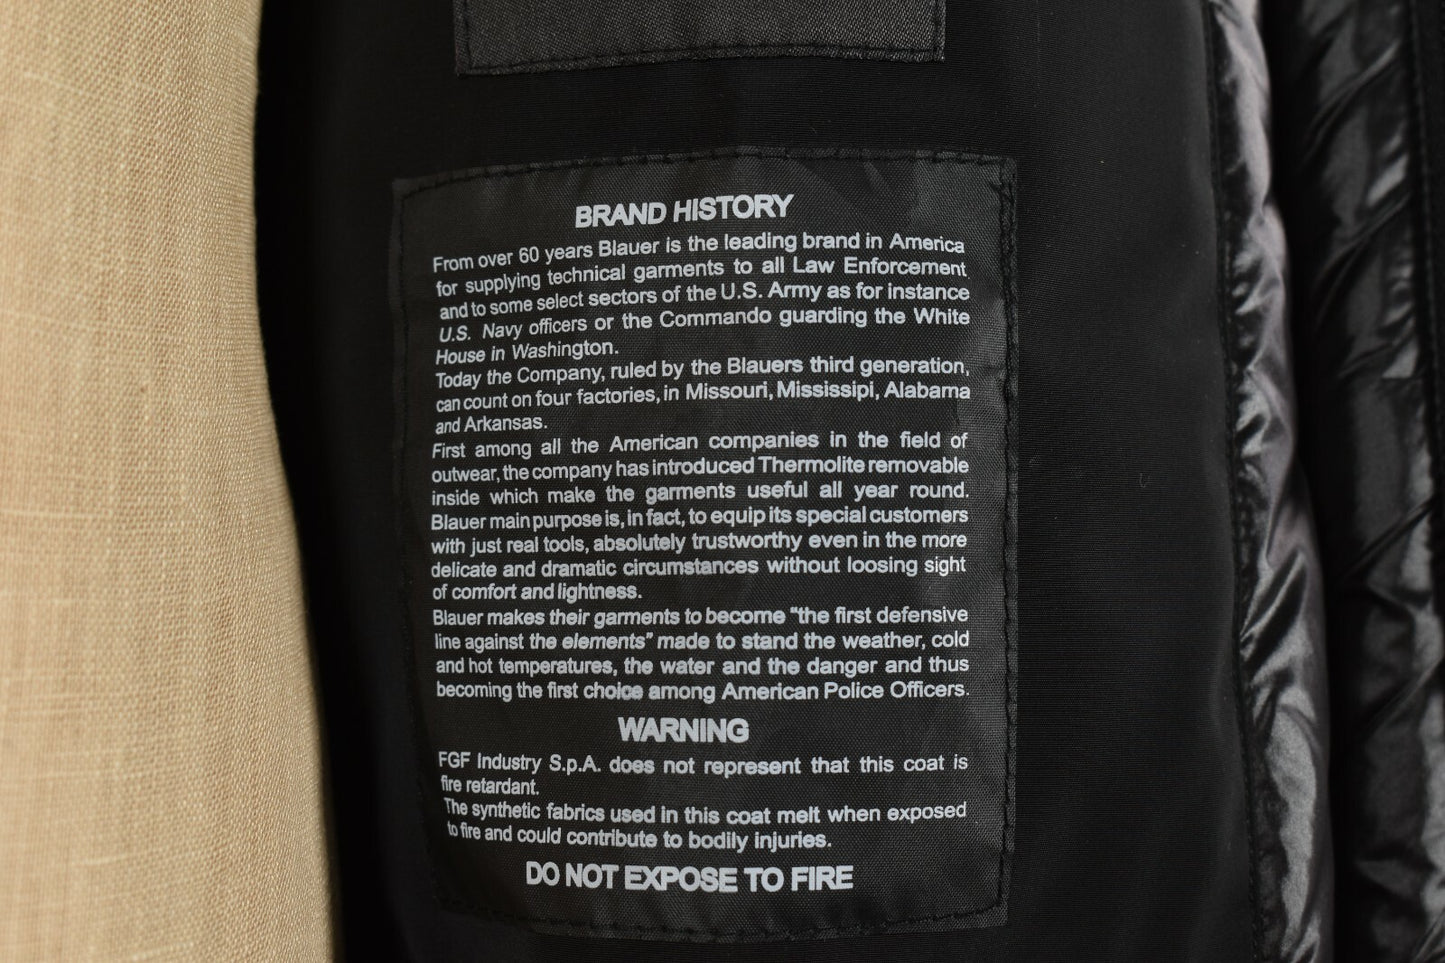 BRAND HISTORY
From over 60 years Blauer is the leading brand in America
for supplying technical garments to all Law Enforcement
and to some select sectors of the U.S. Army as for instance
U.S. Navy officers or the Commando guarding the White
House in Washington.
Today the Company, ruled by the Blauers third generation,
can count on four factories, in Missouri, Mississipi, Alabama
and Arkansas.
First among all the American companies in the field of
outwear, the company has introduced Thermolite removable
inside which make the garments useful all year round.
Blauer main purpose is, in fact, to equip its special customers
with just real tools, absolutely trustworthy even in the more
delicate and dramatic circumstances without loosing sight
of comfort and lightness.
Blauer makes their garments to become "the first defensive
line against the elements" made to stand the weather, cold
and hot temperatures, the water and the danger and thus
becoming the first choice among American Police Officers.
WARNING
FGF Industry S.p.A. does not represent that this coat is
fire retardant.
The synthetic fabrics used in this coat melt when exposed
to fire and could contribute to bodily injuries.
DO NOT EXPOSE TO FIRE